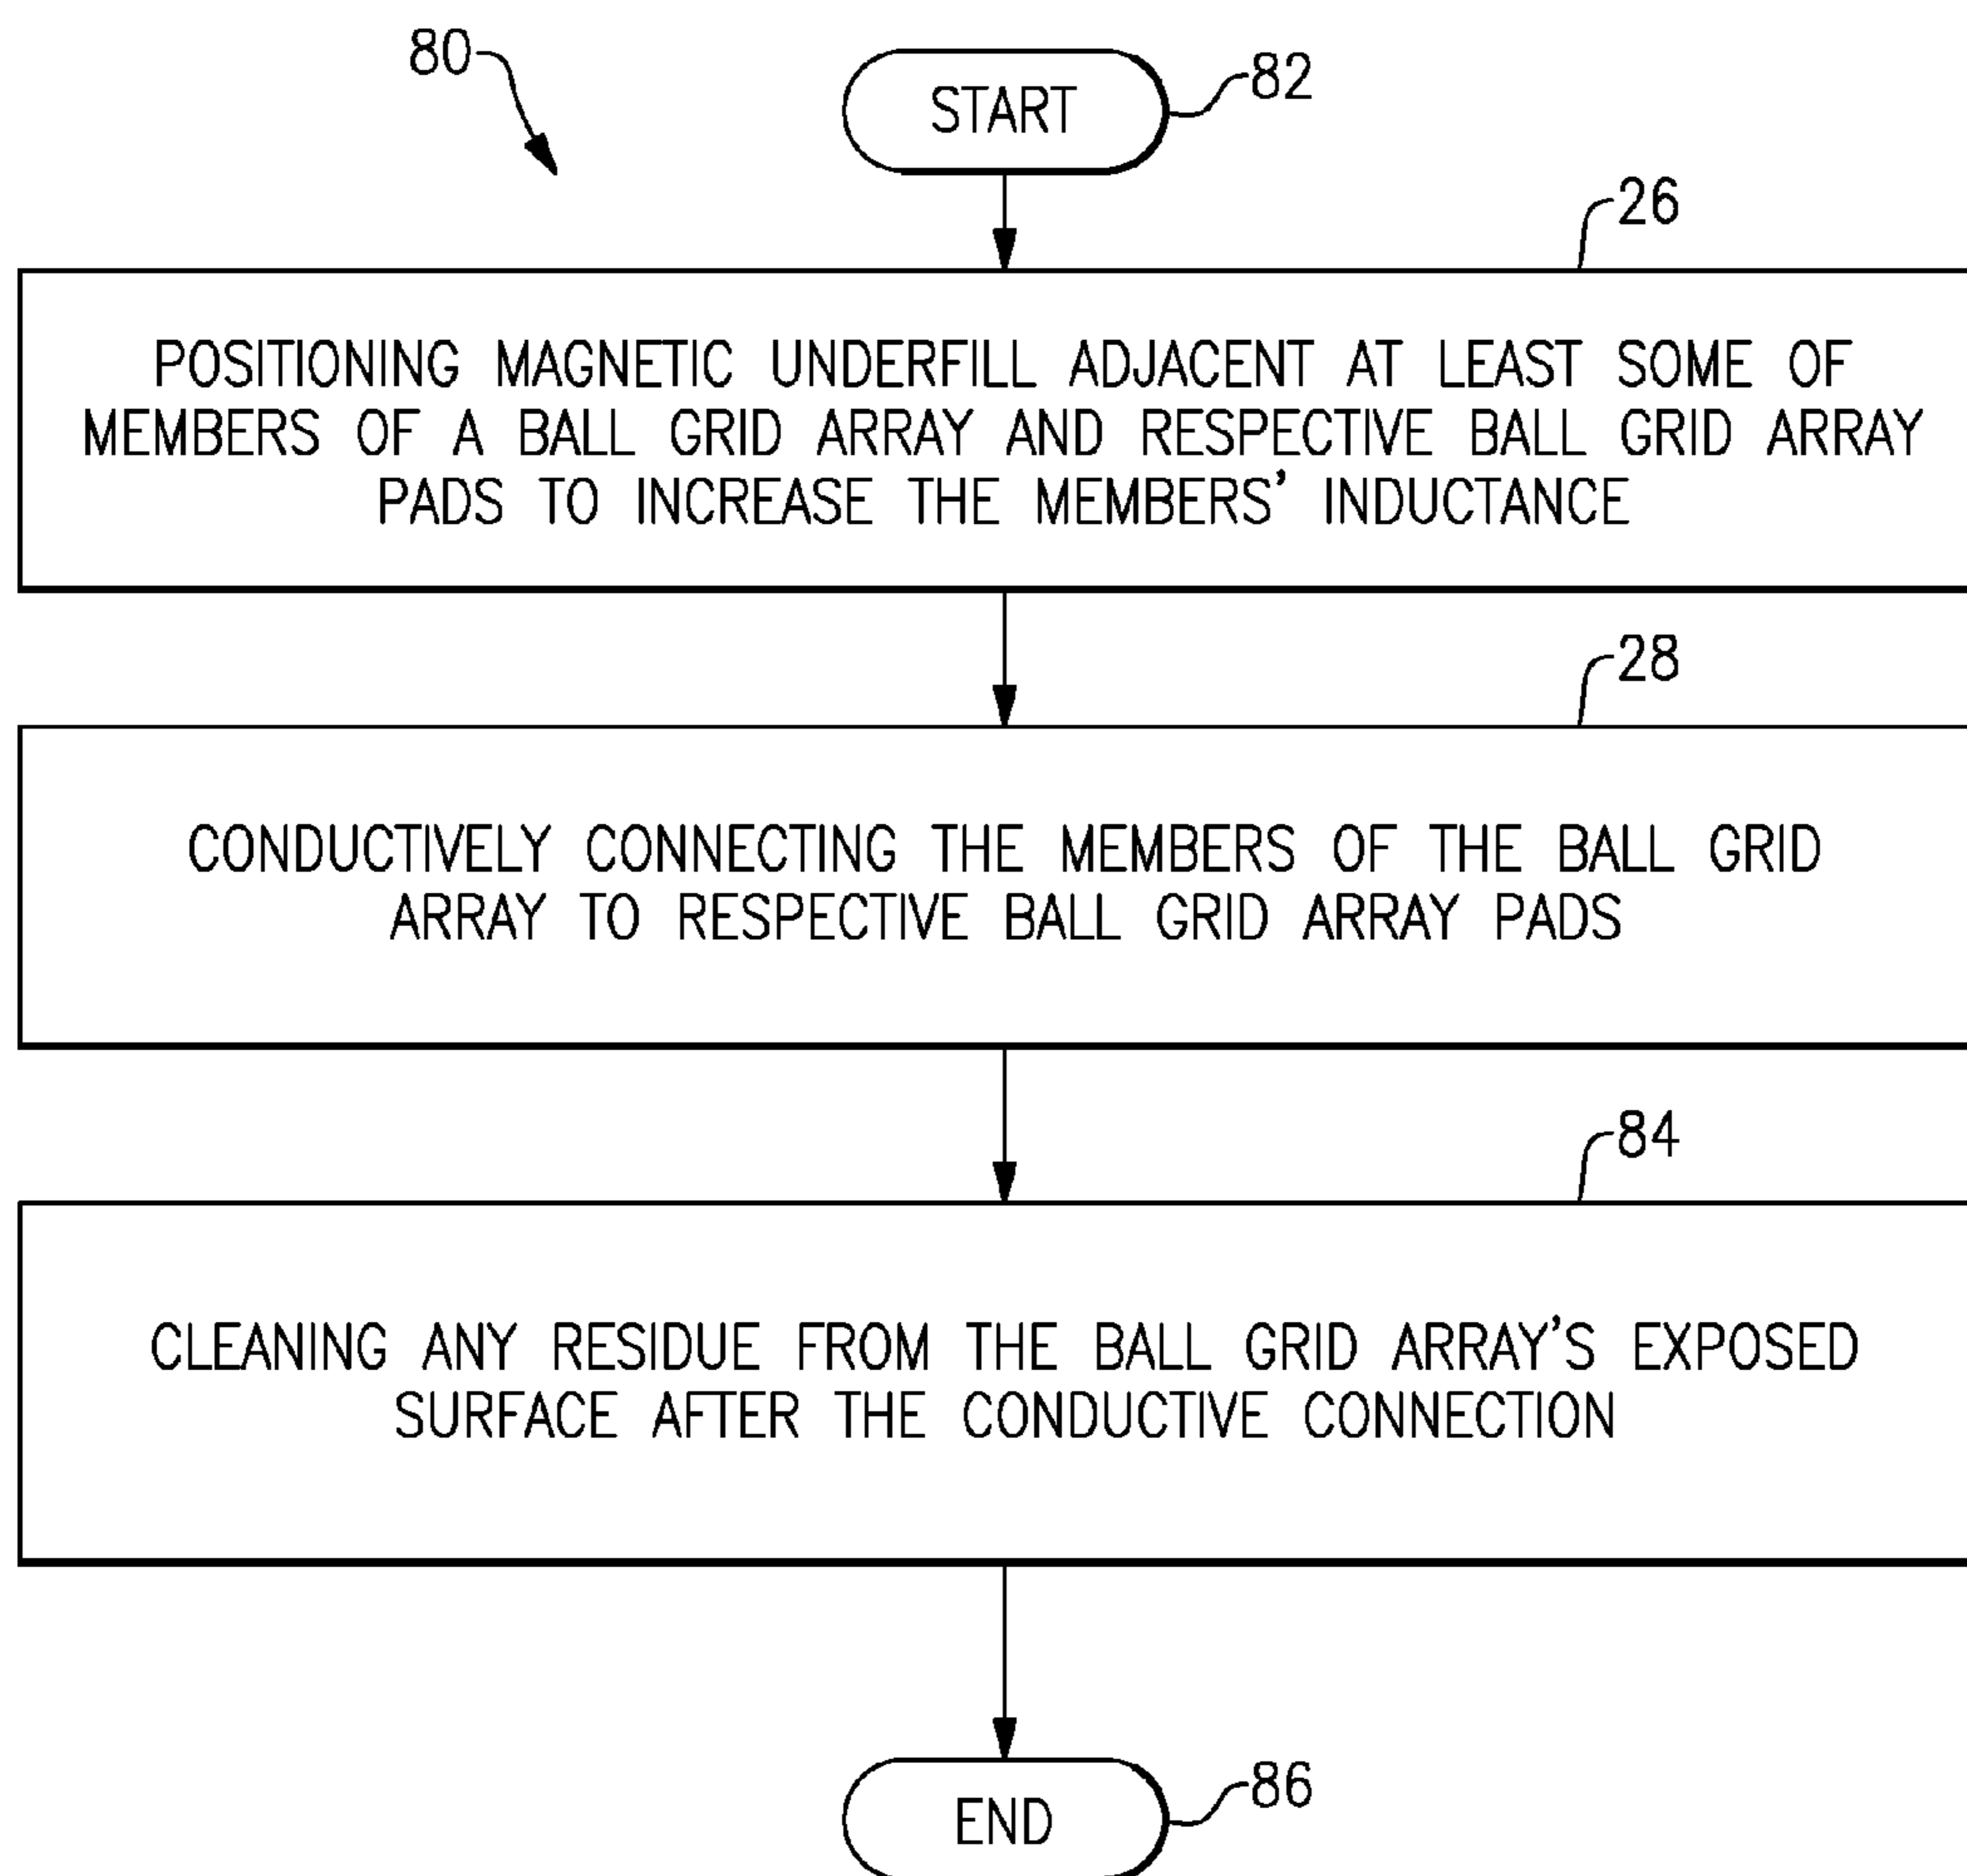 80
START
82
26
POSITIONING MAGNETIC UNDERFILL ADJACENT AT LEAST SOME OF
MEMBERS OF A BALL GRID ARRAY AND RESPECTIVE BALL GRID ARRAY
PADS TO INCREASE THE MEMBERS' INDUCTANCE
28
CONDUCTIVELY CONNECTING THE MEMBERS OF THE BALL GRID
ARRAY TO RESPECTIVE BALL GRID ARRAY PADS
84
CLEANING ANY RESIDUE FROM THE BALL GRID ARRAY'S EXPOSED
SURFACE AFTER THE CONDUCTIVE CONNECTION
END
86